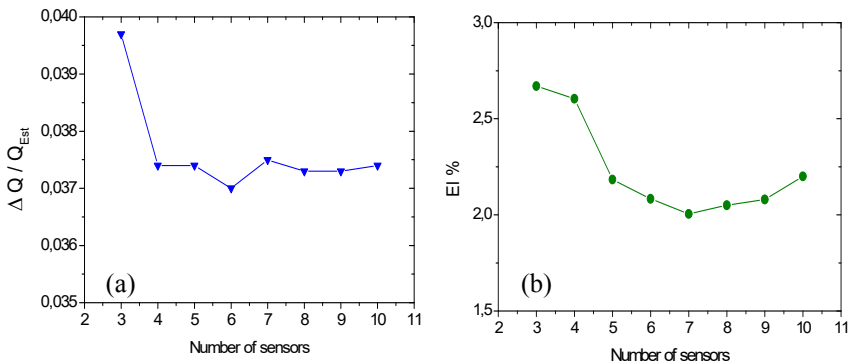 0,040
0,039
0,038
0,037
0,036
0,035
Δ Q / Q_Est
(a)
2 3 4 5 6 7 8 9 10 11
Number of sensors
3,0
2,5
2,0
1,5
EI %
(b)
2 3 4 5 6 7 8 9 10 11
Number of sensors